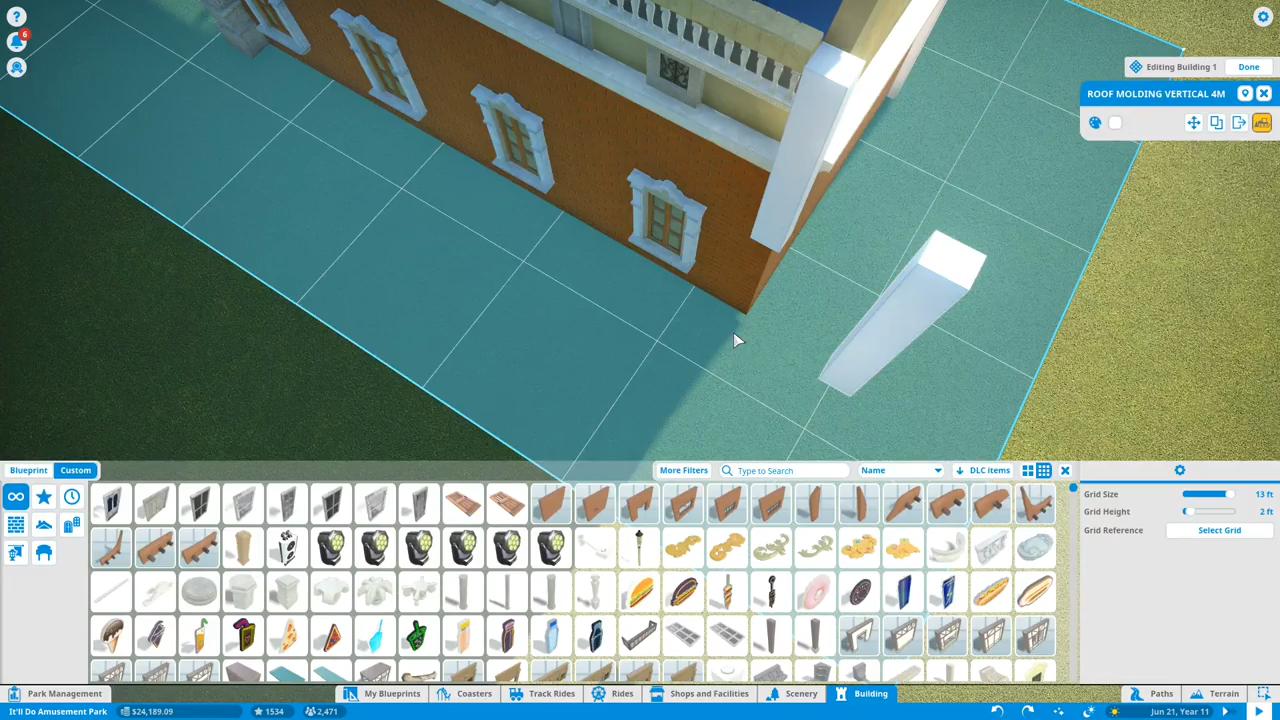 ?
6
Editing Building 1 Done
ROOF MOLDING VERTICAL 4M
Blueprint Custom More Filters Type to Search Name DLC items
Grid Size 13 ft
Grid Height 2 ft
Grid Reference Select Grid
Park Management My Blueprints Coasters Track Rides Rides Shops and Facilities Scenery Building Paths Terrain
It'll Do Amusement Park $24,189.09 1534 2,471 Jun 21, Year 11